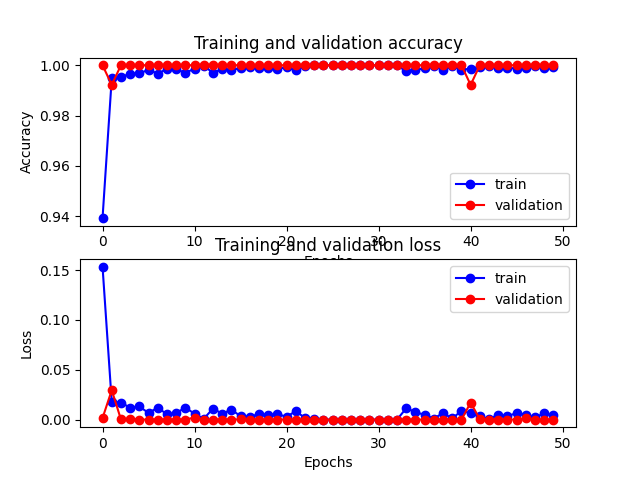 Training and validation accuracy
1.00
0.98
0.96
0.94
Accuracy
train
validation
0 10 20 30 40 50
Epochs
Training and validation loss
0.15
0.10
0.05
0.00
Loss
train
validation
0 10 20 30 40 50
Epochs